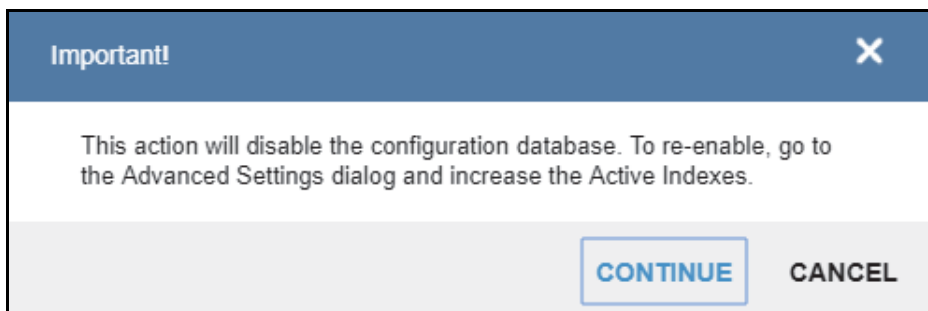 Important!
This action will disable the configuration database. To re-enable, go to
the Advanced Settings dialog and increase the Active Indexes.
CONTINUE CANCEL